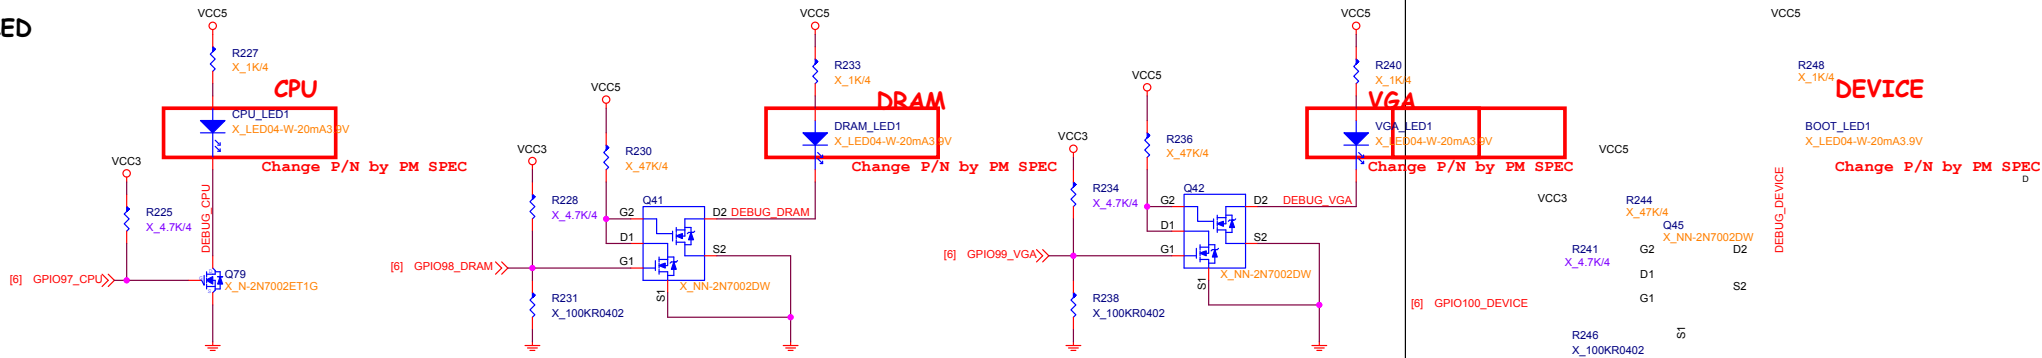 ED
VCC5
R227
X_1K/4
CPU
CPU_LED1
X_LED04-W-20mA3.9V
Change P/N by PM SPEC
VCC3
R225
X_4.7K/4
DEBUG_CPU
[6] GPIO97_CPU
Q79
X_N-2N7002ET1G
VCC5
R233
X_1K/4
DRAM
DRAM_LED1
X_LED04-W-20mA3.9V
Change P/N by PM SPEC
VCC5
R230
X_47K/4
VCC3
R228
X_4.7K/4
Q41
G2
D2
DEBUG_DRAM
D1
S2
G1
S1
X_NN-2N7002DW
[6] GPIO98_DRAM
R231
X_100KR0402
VCC5
R240
X_1K/4
VGA
VGA_LED1
X_LED04-W-20mA3.9V
Change P/N by PM SPEC
VCC5
R236
X_47K/4
VCC3
R234
X_4.7K/4
Q42
G2
D2
DEBUG_VGA
D1
S2
G1
S1
X_NN-2N7002DW
[6] GPIO99_VGA
R238
X_100KR0402
VCC5
R248
X_1K/4
DEVICE
BOOT_LED1
X_LED04-W-20mA3.9V
Change P/N by PM SPEC
D
VCC5
VCC3
R244
X_47K/4
Q45
X_NN-2N7002DW
DEBUG_DEVICE
R241
X_4.7K/4
G2
D2
D1
S2
G1
[6] GPIO100_DEVICE
S1
R246
X_100KR0402